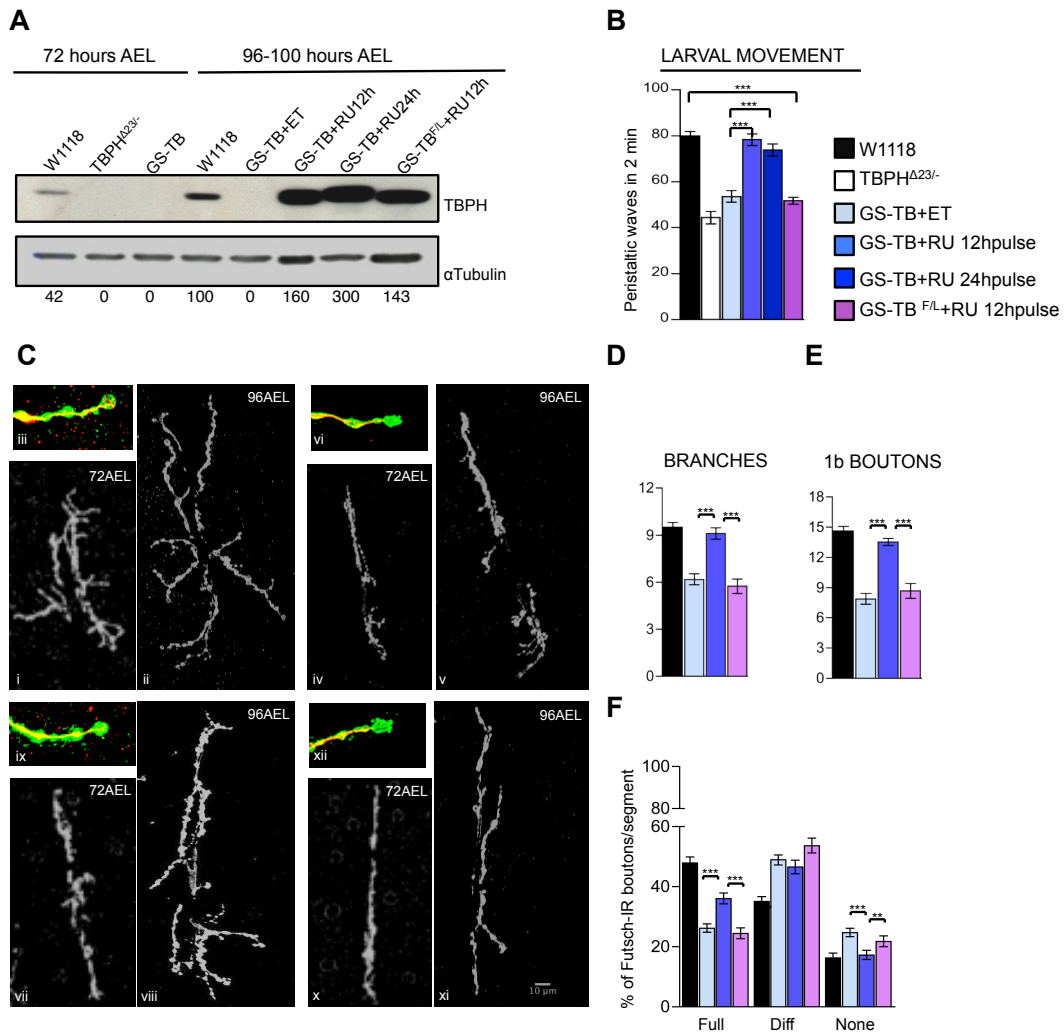 A
72 hours AEL
96-100 hours AEL
W1118
TBPHΔ23/-
GS-TB
W1118
GS-TB+ET
GS-TB+RU12h
GS-TB+RU24h
GS-TBF/L+RU12h
TBPH
αTubulin
42 0 0 100 0 160 300 143
B
LARVAL MOVEMENT
Peristaltic waves in 2 min
100
80
80
60
40
0
***
***
***
W1118
TBPHΔ23/-
GS-TB+ET
GS-TB+RU 12hpulse
GS-TB+RU 24hpulse
GS-TB F/L+RU 12hpulse
C
iii
72AEL
i
96AEL
ii
vi
72AEL
iv
96AEL
v
ix
72AEL
vii
96AEL
viii
xii
72AEL
x
96AEL
xi
10 µm
D
BRANCHES
12
9
6
3
0
*** ***
E
1b BOUTONS
18
15
12
9
6
3
0
*** ***
F
% of Futsch-IR boutons/segment
100
80
60
40
20
0
*** ***
*** **
Full Diff None